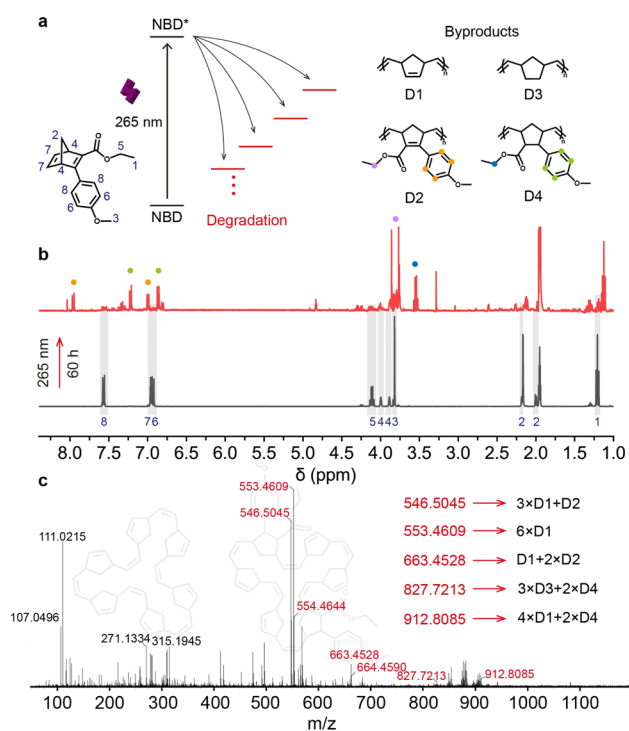 a
NBD*
Byproducts
n
n
D1
D3
265 nm
2
7
4
O
5
O
1
7
4
8
8
6
6
O
3
NBD
Degradation
O
O
O
n
D2
O
O
O
n
D4
b
265 nm
60 h
8
76
5443
2
2
1
8.0 7.5 7.0 6.5 6.0 5.5 5.0 4.5 4.0 3.5 3.0 2.5 2.0 1.5 1.0
δ (ppm)
c
553.4609
546.5045
111.0215
107.0496
271.1334
315.1945
554.4644
663.4528
664.4590
827.7213
912.8085
546.5045 3×D1+D2
553.4609 6×D1
663.4528 D1+2×D2
827.7213 3×D3+2×D4
912.8085 4×D1+2×D4
100 200 300 400 500 600 700 800 900 1000 1100
m/z